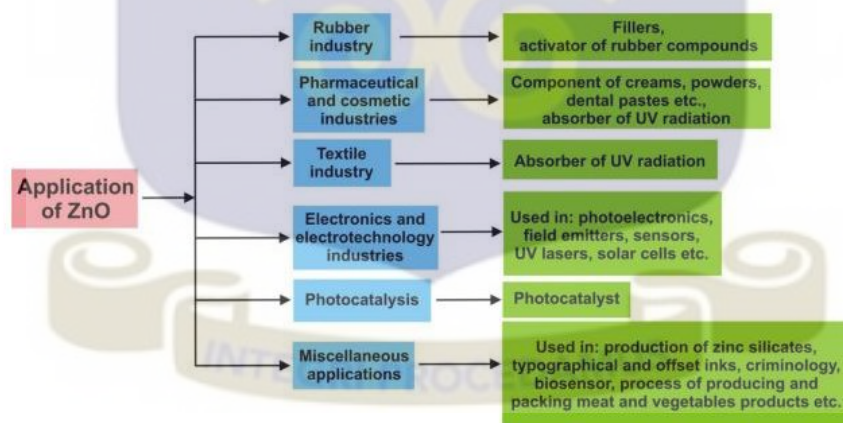 Application
of ZnO
Rubber
industry
Fillers,
activator of rubber compounds
Pharmaceutical
and cosmetic
industries
Component of creams, powders,
dental pastes etc.,
absorber of UV radiation
Textile
industry
Absorber of UV radiation
Electronics and
electrotechnology
industries
Used in: photoelectronics,
field emitters, sensors,
UV lasers, solar cells etc.
Photocatalysis
Photocatalyst
Miscellaneous
applications
Used in: production of zinc silicates,
typographical and offset inks, criminology,
biosensor, process of producing and
packing meat and vegetables products etc.